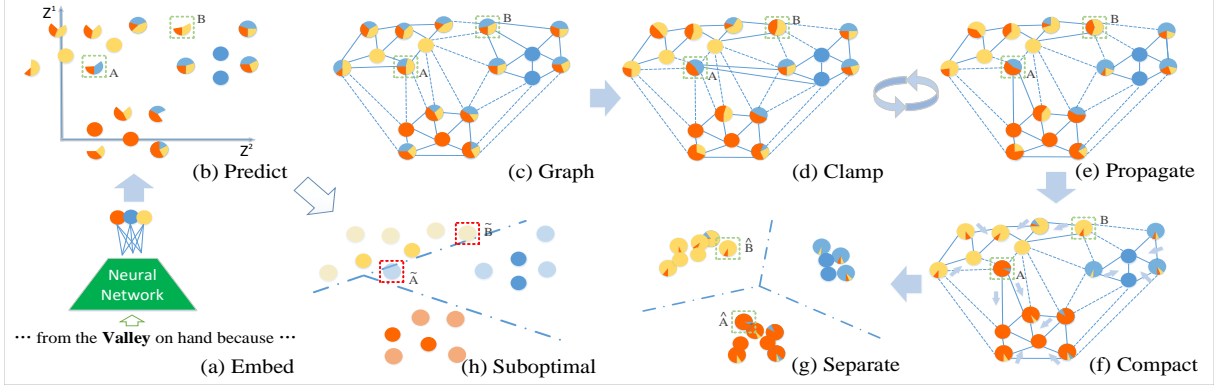 Z¹
B
A
Z²
(b) Predict
B
A
(c) Graph
B
A
(d) Clamp
B
A
(e) Propagate
Neural
Network
··· from the Valley on hand because ···
(a) Embed
B̃
Ã
(h) Suboptimal
B̂
Â
(g) Separate
B
A
(f) Compact